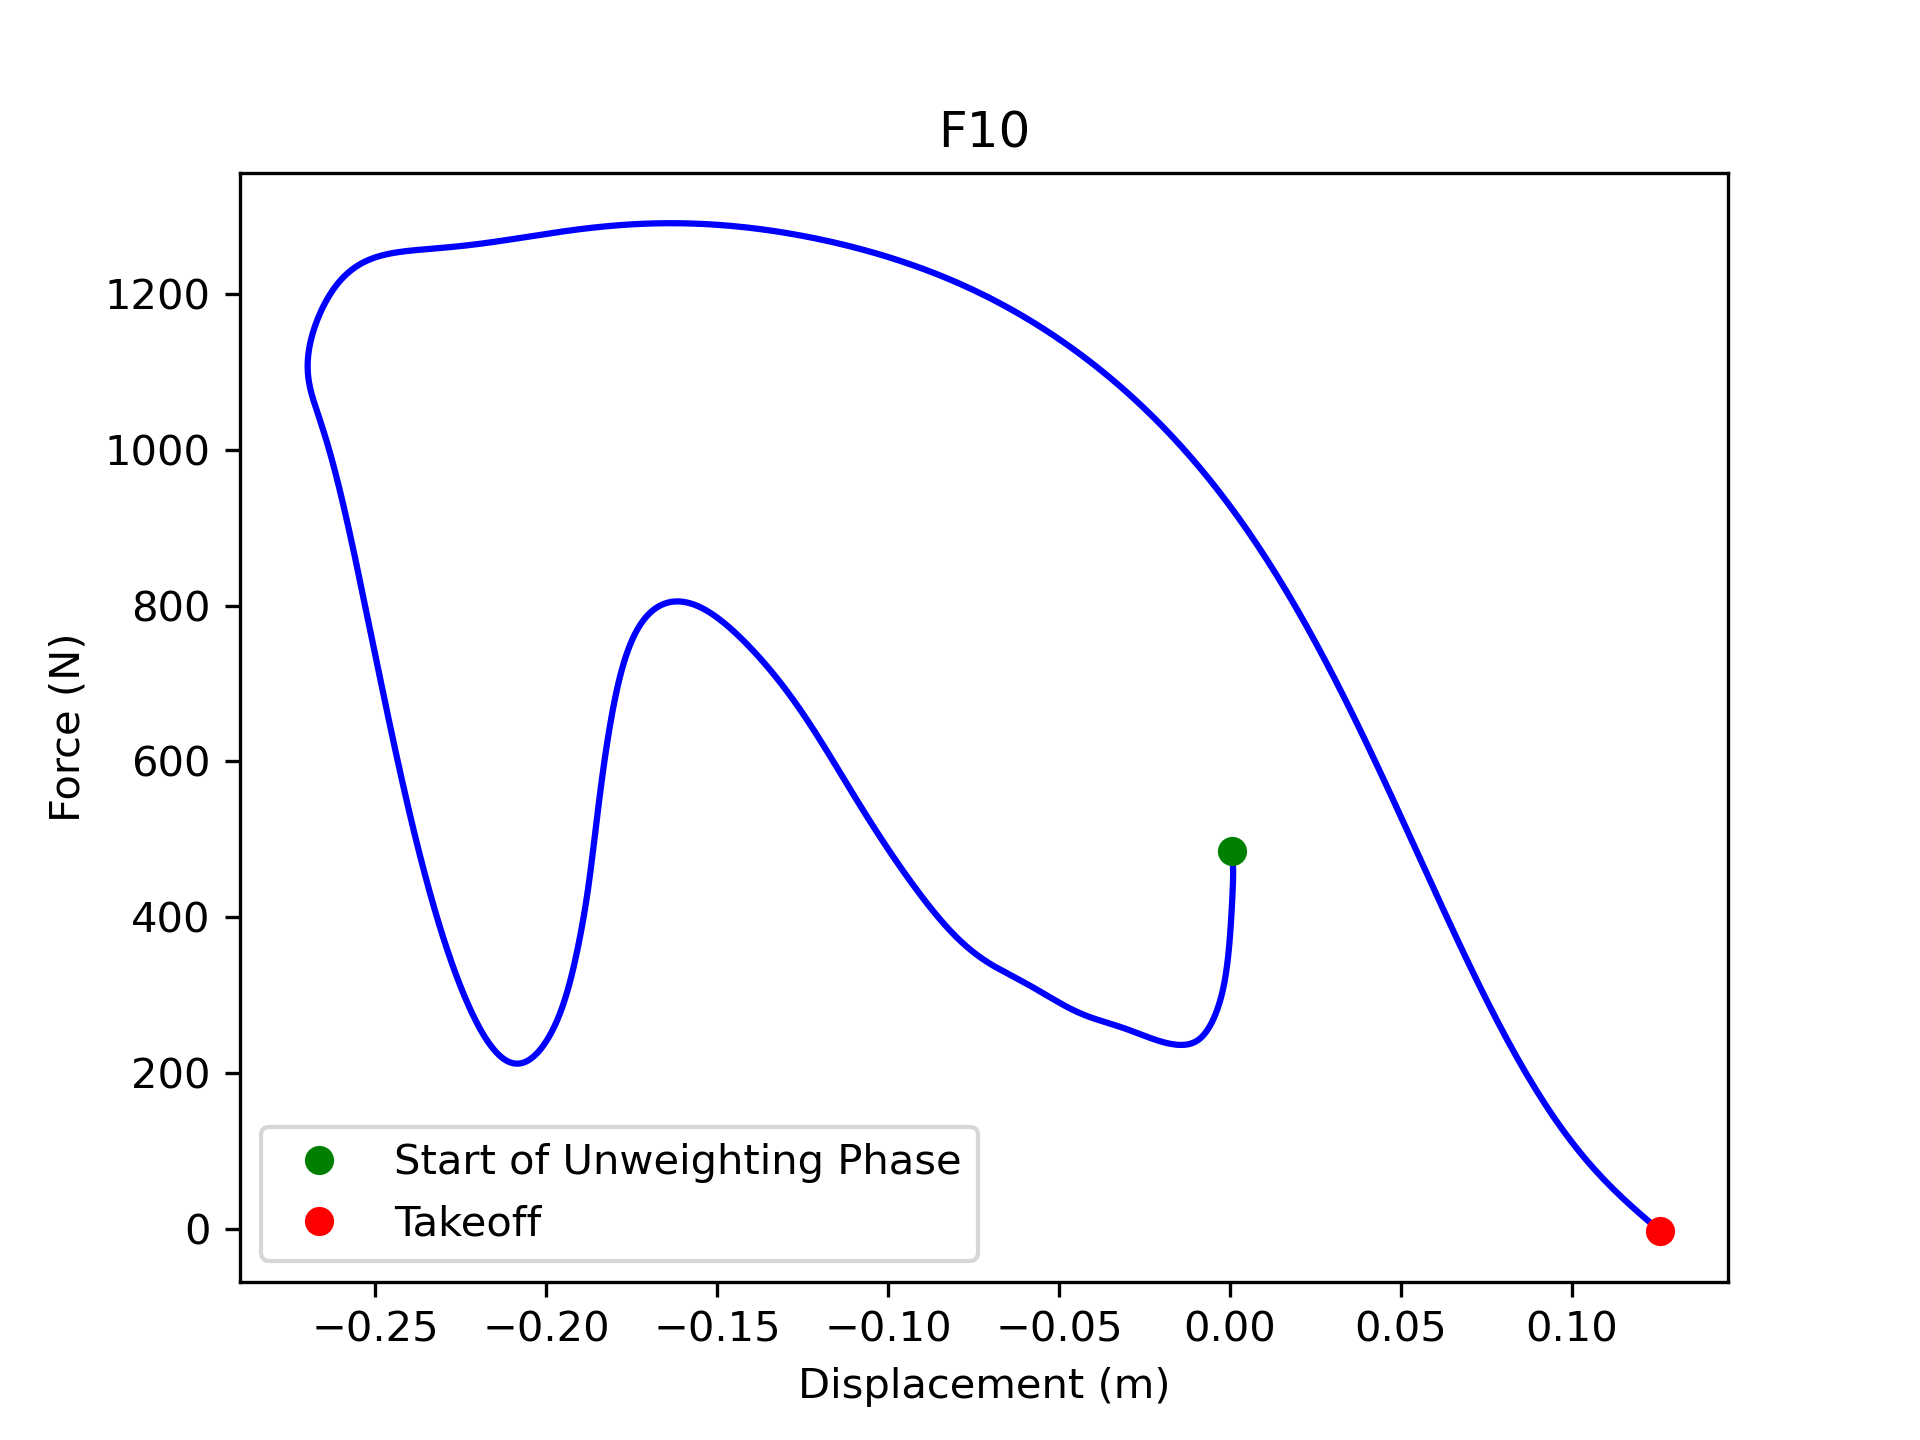 F10
1200
1000
800
600
400
200
0
Force (N)
Start of Unweighting Phase
Takeoff
−0.25 −0.20 −0.15 −0.10 −0.05 0.00 0.05 0.10
Displacement (m)